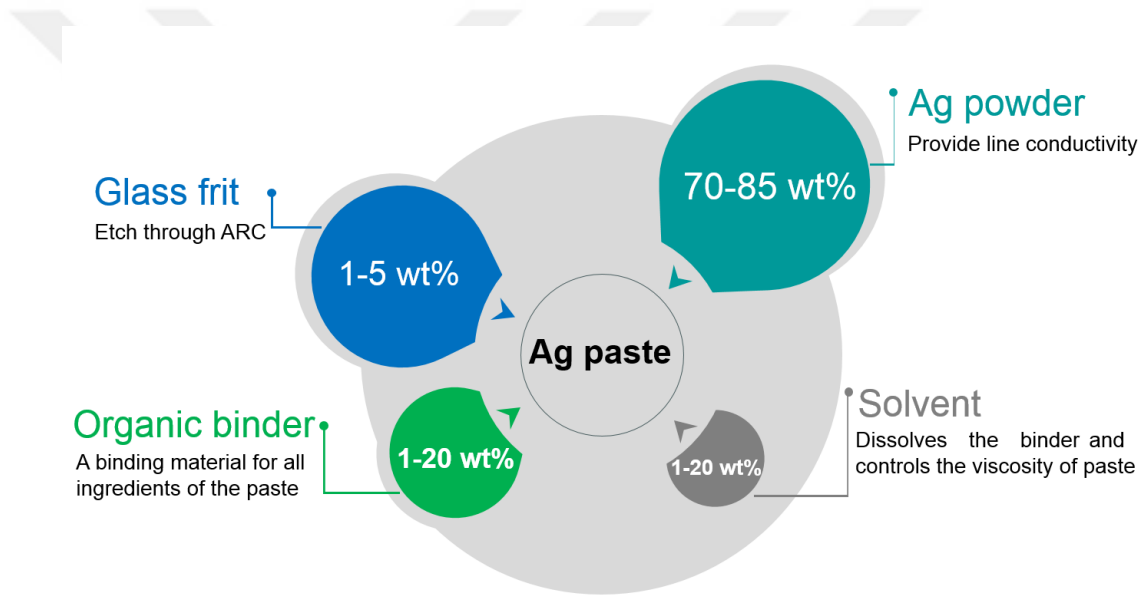 Ag powder
Provide line conductivity
70-85 wt%
Glass frit
Etch through ARC
1-5 wt%
Ag paste
Organic binder
A binding material for all
ingredients of the paste
1-20 wt%
Solvent
Dissolves the binder and
controls the viscosity of paste
1-20 wt%